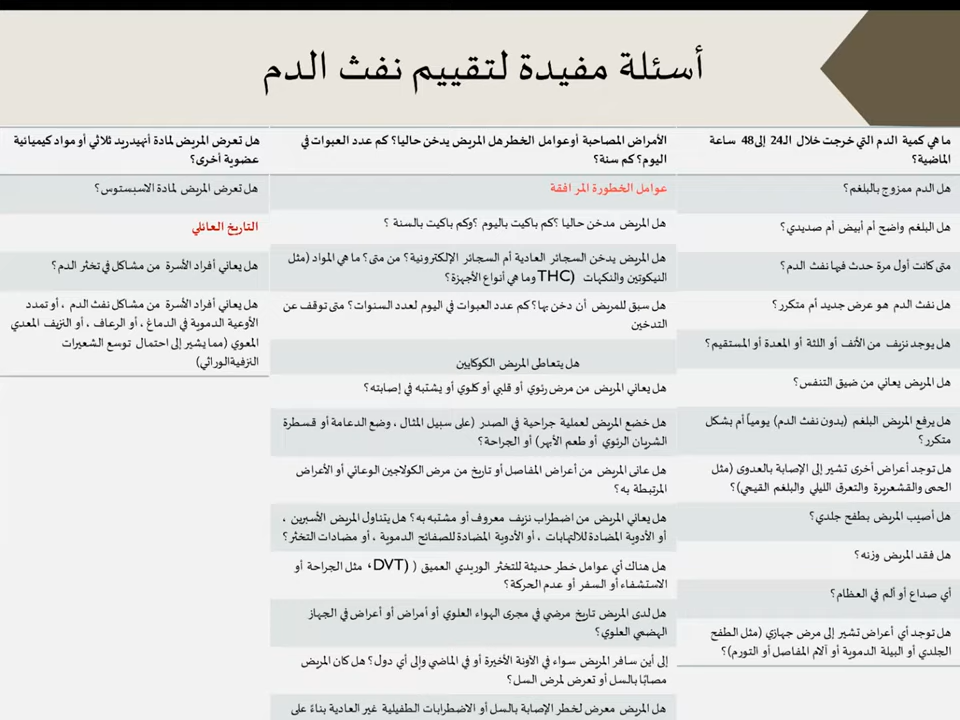 أسئلة مفيدة لتقييم نفث الدم
ما هي كمية الدم التي خرجت خلال الـ24 إلى48 ساعة
الماضية؟
هل الدم ممزوج بالبلغم؟
هل البلغم واضح أم أبيض أم صديدي؟
متى كانت أول مرة حدث فيها نفث الدم؟
هل نفث الدم هو عرض جديد أم متكرر؟
هل يوجد نزيف من الأنف أو اللثة أو المعدة أو المستقيم؟
هل المريض يعاني من ضيق التنفس؟
هل يرفع المريض البلغم (بدون نفث الدم) يومياً أم بشكل
متكرر؟
هل توجد أعراض أخرى تشير إلى الإصابة بالعدوى (مثل
الحمى والقشعريرة والتعرق الليلي والبلغم القيحي)؟
هل أصيب المريض بطفح جلدي؟
هل فقد المريض وزنه؟
أي صداع أو ألم في العظام؟
هل توجد أي أعراض تشير إلى مرض جهازي (مثل الطفح
الجلدي أو البيلة الدموية أو آلام المفاصل أو التورم)؟
الأمراض المصاحبة أوعوامل الخطر هل المريض يدخن حاليا؟ كم عدد العبوات في
اليوم؟ كم سنة؟
عوامل الخطورة المرافقة
هل المريض مدخن حاليا ؟كم باكيت باليوم ؟وكم باكيت بالسنة ؟
هل المريض يدخن السجائر العادية أم السجائر الإلكترونية؟ من متى؟ ما هي المواد (مثل
النيكوتين والنكهات THC) وما هي أنواع الأجهزة؟
هل سبق للمريض أن دخن بها؟ كم عدد العبوات في اليوم لعدد السنوات؟ متى توقف عن
التدخين
هل يتعاطى المريض الكوكايين
هل يعاني المريض من مرض رئوي أو قلبي أو كلوي أو يشتبه في إصابته؟
هل خضع المريض لعملية جراحية في الصدر (على سبيل المثال ، وضع الدعامة أو قسطرة
الشريان الرئوي أو طعم الأبهر) أو الجراحة؟
هل عانى المريض من أعراض المفاصل أو تاريخ من مرض الكولاجين الوعائي أو الأعراض
المرتبطة به؟
هل يعاني المريض من اضطراب نزيف معروف أو مشتبه به؟ هل يتناول المريض الأسبرين ،
أو الأدوية المضادة للالتهابات ، أو الأدوية المضادة للصفائح الدموية ، أو مضادات التخثر؟
هل هناك أي عوامل خطر حديثة للتخثر الوريدي العميق ( (DVT، مثل الجراحة أو
الاستشفاء أو السفر أو عدم الحركة؟
هل لدى المريض تاريخ مرضي في مجرى الهواء العلوي أو أمراض أو أعراض في الجهاز
الهضمي العلوي؟
إلى أين سافر المريض سواء في الآونة الأخيرة أو في الماضي وإلى أي دول؟ هل كان المريض
مصابًا بالسل أو تعرض لمرض السل؟
هل المريض معرض لخطر الإصابة بالسل أو الاضطرابات الطفيلية غير العادية بناءً على
هل تعرض المريض لمادة أنهيدريد ثلاثي أو مواد كيميائية
عضوية أخرى؟
هل تعرض المريض لمادة الاسبستوس؟
التاريخ العائلي
هل يعاني أفراد الأسرة من مشاكل في تخثر الدم؟
هل يعاني أفراد الأسرة من مشاكل نفث الدم ، أو تمدد
الأوعية الدموية في الدماغ ، أو الرعاف ، أو النزيف المعدي
المعوي (مما يشير إلى احتمال توسع الشعيرات
النزفيةالوراثي)